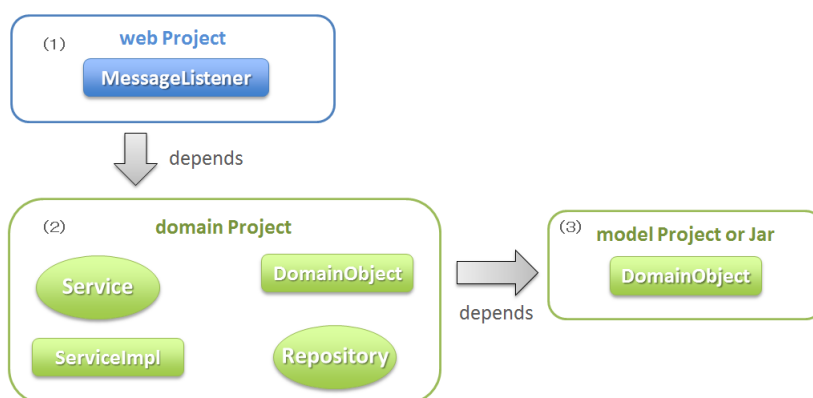 (1)
web Project
MessageListener
depends
(2)
domain Project
Service
DomainObject
ServiceImpl
Repository
depends
(3)
model Project or Jar
DomainObject